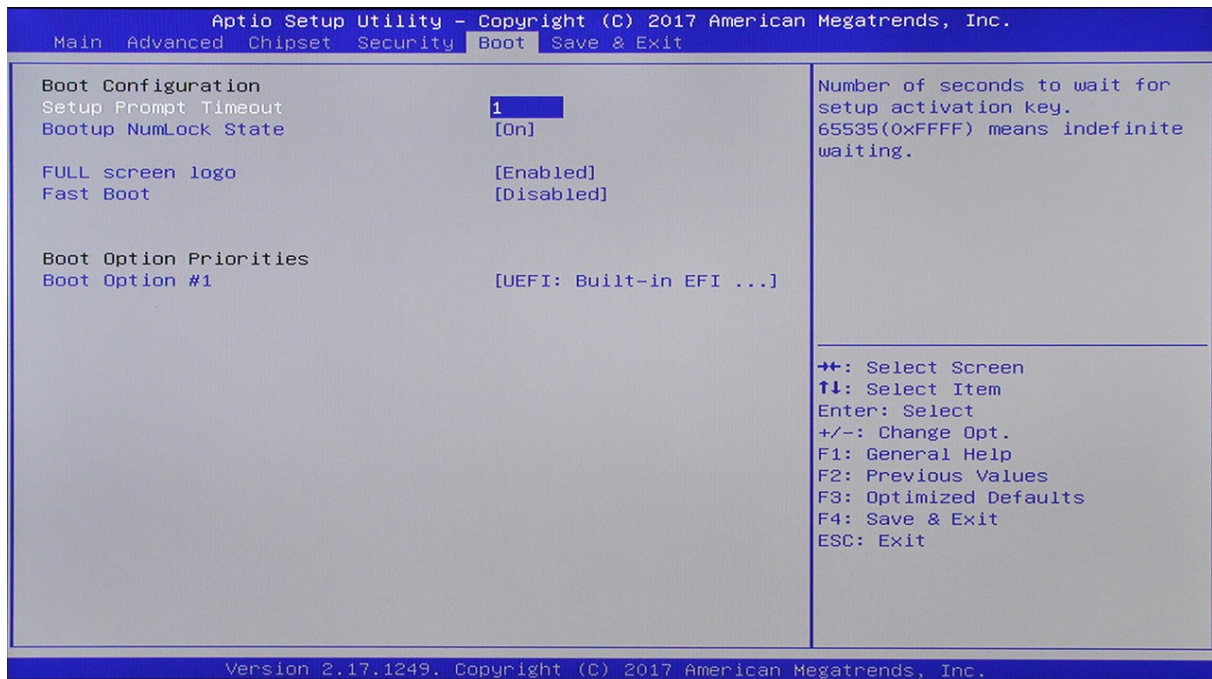 Aptio Setup Utility – Copyright (C) 2017 American Megatrends, Inc.
Main Advanced Chipset Security Boot Save & Exit
Boot Configuration
Setup Prompt Timeout 1
Bootup NumLock State [On]
FULL screen logo [Enabled]
Fast Boot [Disabled]
Boot Option Priorities
Boot Option #1 [UEFI: Built-in EFI ...]
Number of seconds to wait for
setup activation key.
65535(0xFFFF) means indefinite
waiting.
→←: Select Screen
↑↓: Select Item
Enter: Select
+/-: Change Opt.
F1: General Help
F2: Previous Values
F3: Optimized Defaults
F4: Save & Exit
ESC: Exit
Version 2.17.1249. Copyright (C) 2017 American Megatrends, Inc.